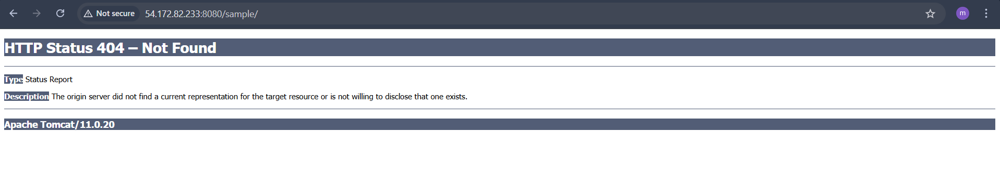 Not secure 54.172.82.233:8080/sample/ m
HTTP Status 404 – Not Found
Type Status Report
Description The origin server did not find a current representation for the target resource or is not willing to disclose that one exists.
Apache Tomcat/11.0.20